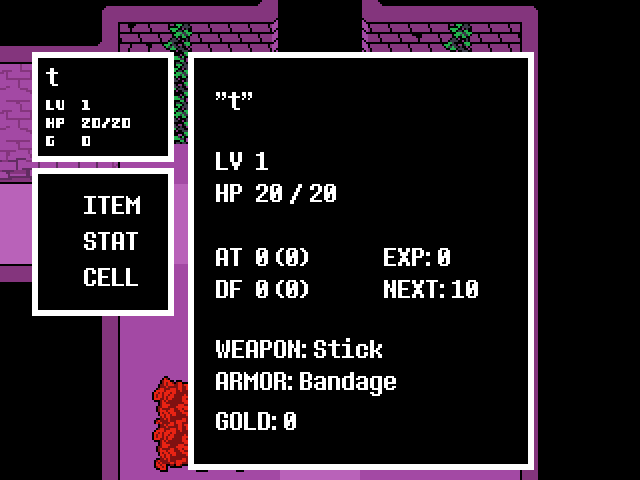 t
LV 1
HP 20/20
G 0
ITEM
STAT
CELL
"t"
LV 1
HP 20 / 20
AT 0 (0) EXP: 0
DF 0 (0) NEXT: 10
WEAPON: Stick
ARMOR: Bandage
GOLD: 0